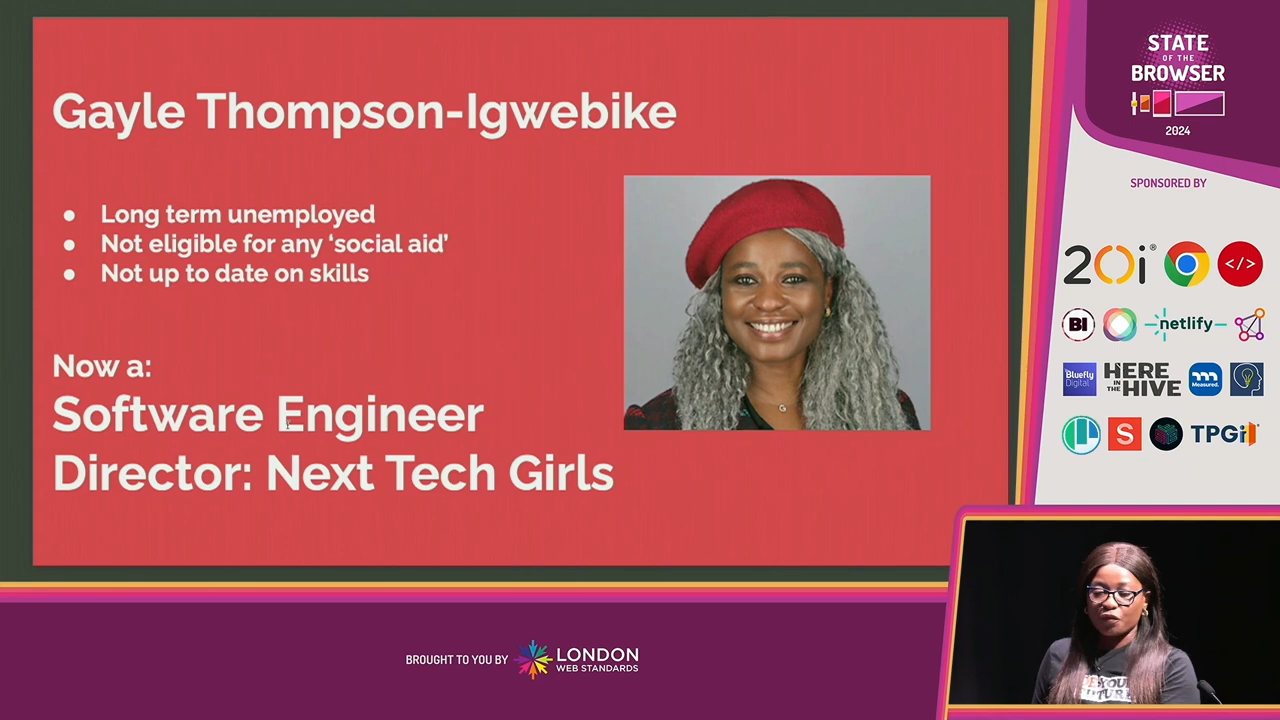 Gayle Thompson-Igwebike
● Long term unemployed
● Not eligible for any ‘social aid’
● Not up to date on skills
Now a:
Software Engineer
Director: Next Tech Girls
STATE
OF THE
BROWSER
2024
SPONSORED BY
20i®
</>
BI
netlify
Bluefly
Digital
HERE
IN THE
HIVE
Measured.
S
TPGi
BROUGHT TO YOU BY
LONDON
WEB STANDARDS